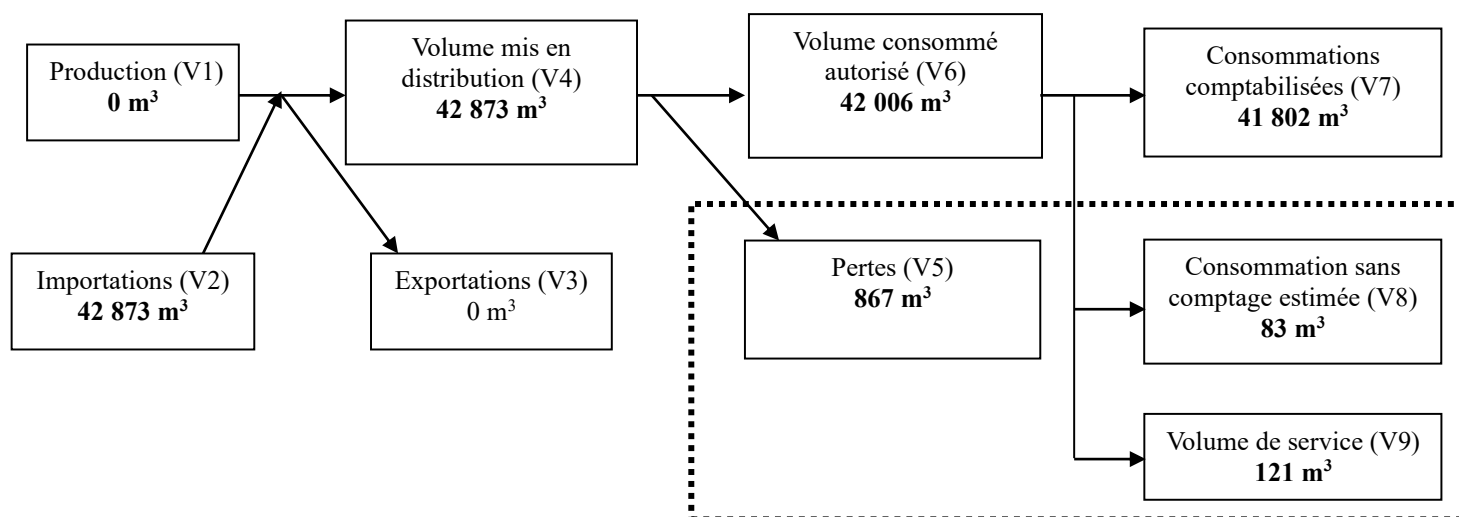 Production (V1)
0 m³
Volume mis en
distribution (V4)
42 873 m³
Volume consommé
autorisé (V6)
42 006 m³
Consommations
comptabilisées (V7)
41 802 m³
Importations (V2)
42 873 m³
Exportations (V3)
0 m³
Pertes (V5)
867 m³
Consommation sans
comptage estimée (V8)
83 m³
Volume de service (V9)
121 m³